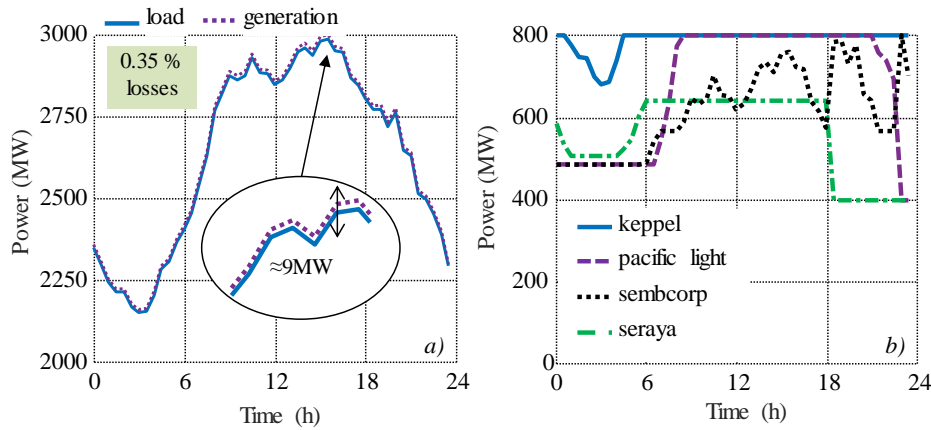 load generation
3000
2750
2500
2250
2000
Power (MW)
0.35 %
losses
≈9MW
a)
0 6 12 18 24
Time (h)
800
600
400
200
0
Power (MW)
keppel
pacific light
sembcorp
seraya
b)
0 6 12 18 24
Time (h)